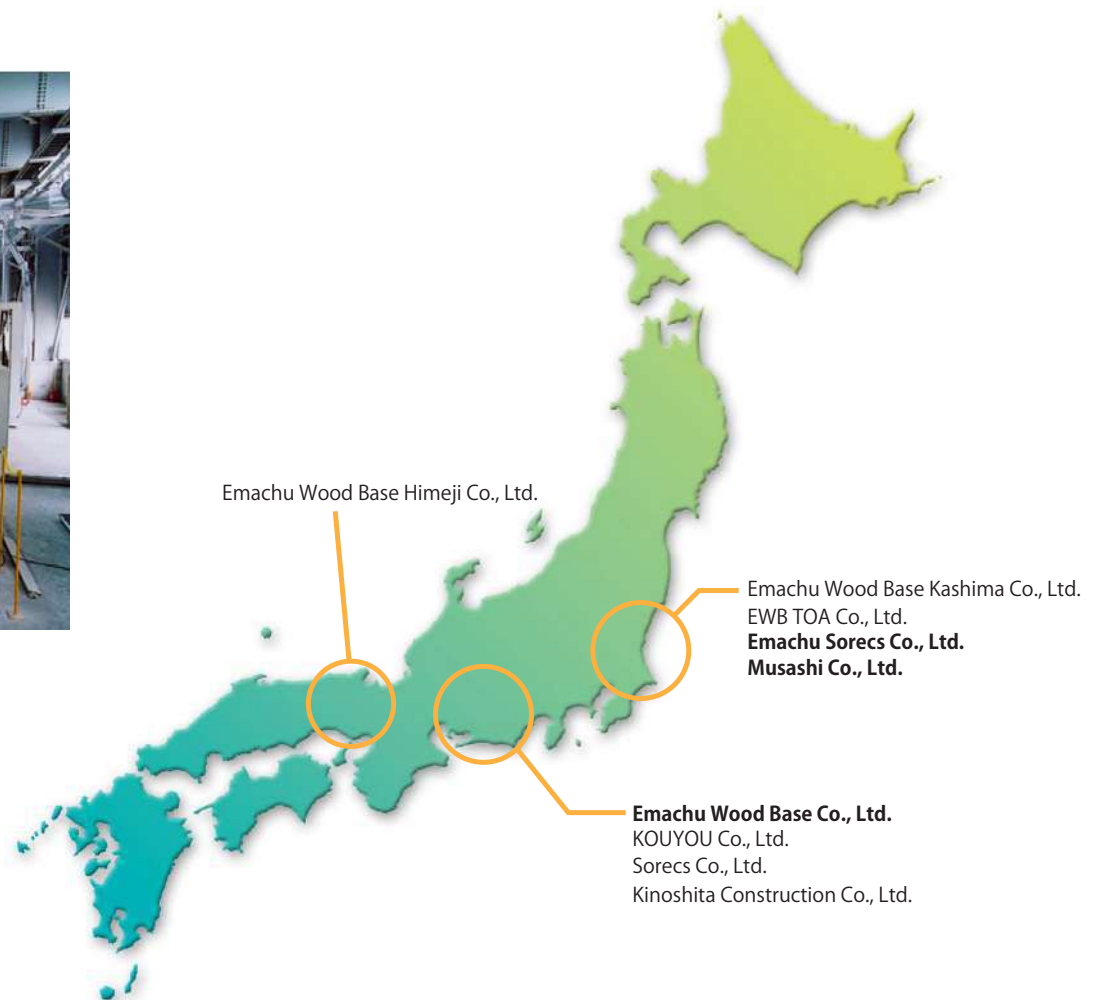 Emachu Wood Base Himeji Co., Ltd.
Emachu Wood Base Kashima Co., Ltd.
EWB TOA Co., Ltd.
Emachu Sorecs Co., Ltd.
Musashi Co., Ltd.
Emachu Wood Base Co., Ltd.
KOUYOU Co., Ltd.
Sorecs Co., Ltd.
Kinoshita Construction Co., Ltd.